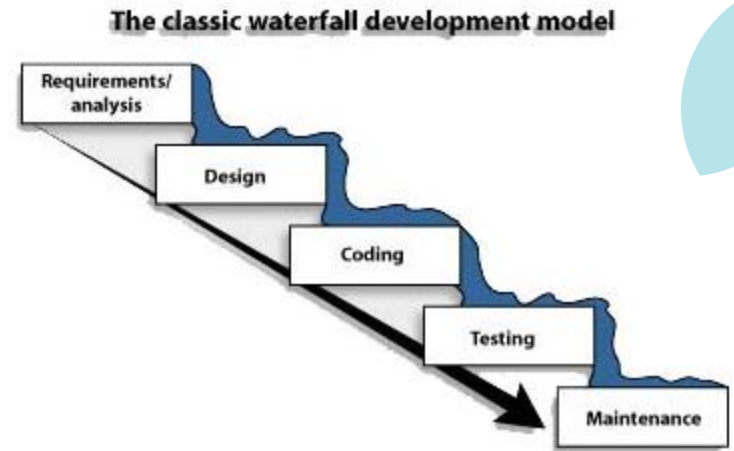 The classic waterfall development model
Requirements/
analysis
Design
Coding
Testing
Maintenance